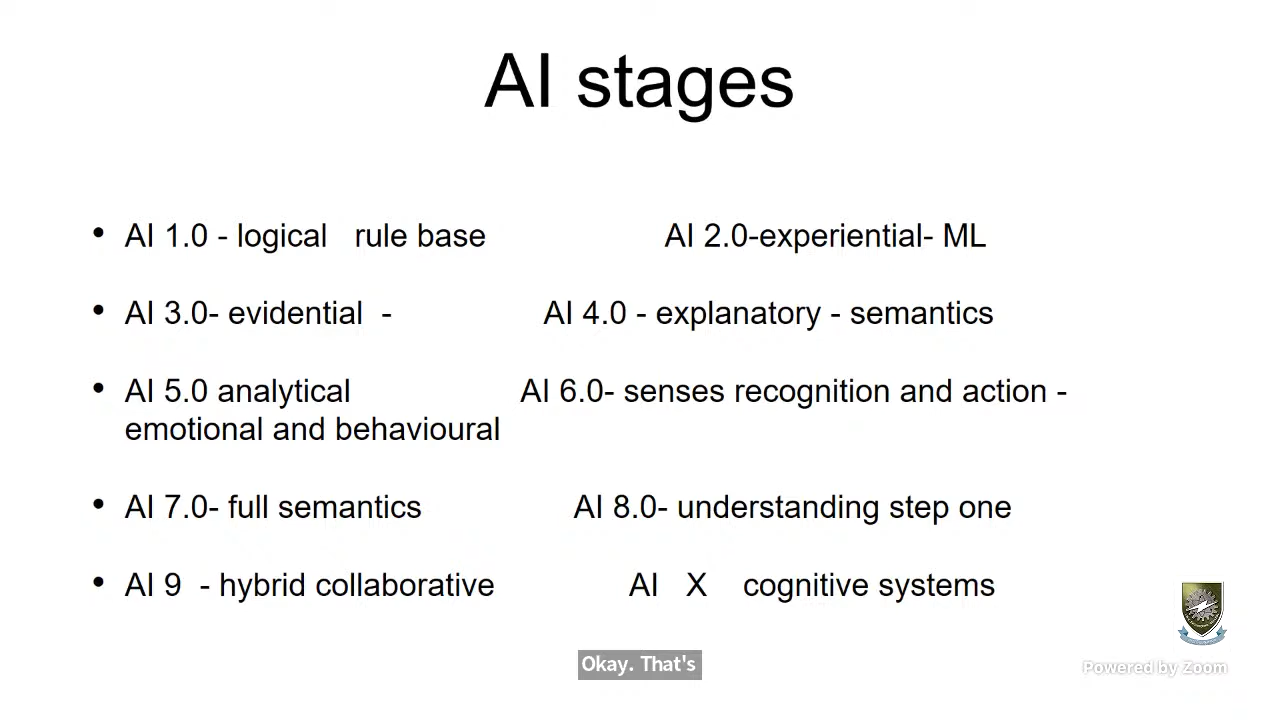 AI stages
• AI 1.0 - logical rule base AI 2.0-experiential- ML
• AI 3.0- evidential - AI 4.0 - explanatory - semantics
• AI 5.0 analytical AI 6.0- senses recognition and action -
emotional and behavioural
• AI 7.0- full semantics AI 8.0- understanding step one
• AI 9 - hybrid collaborative AI X cognitive systems
Okay. That's
Powered by Zoom